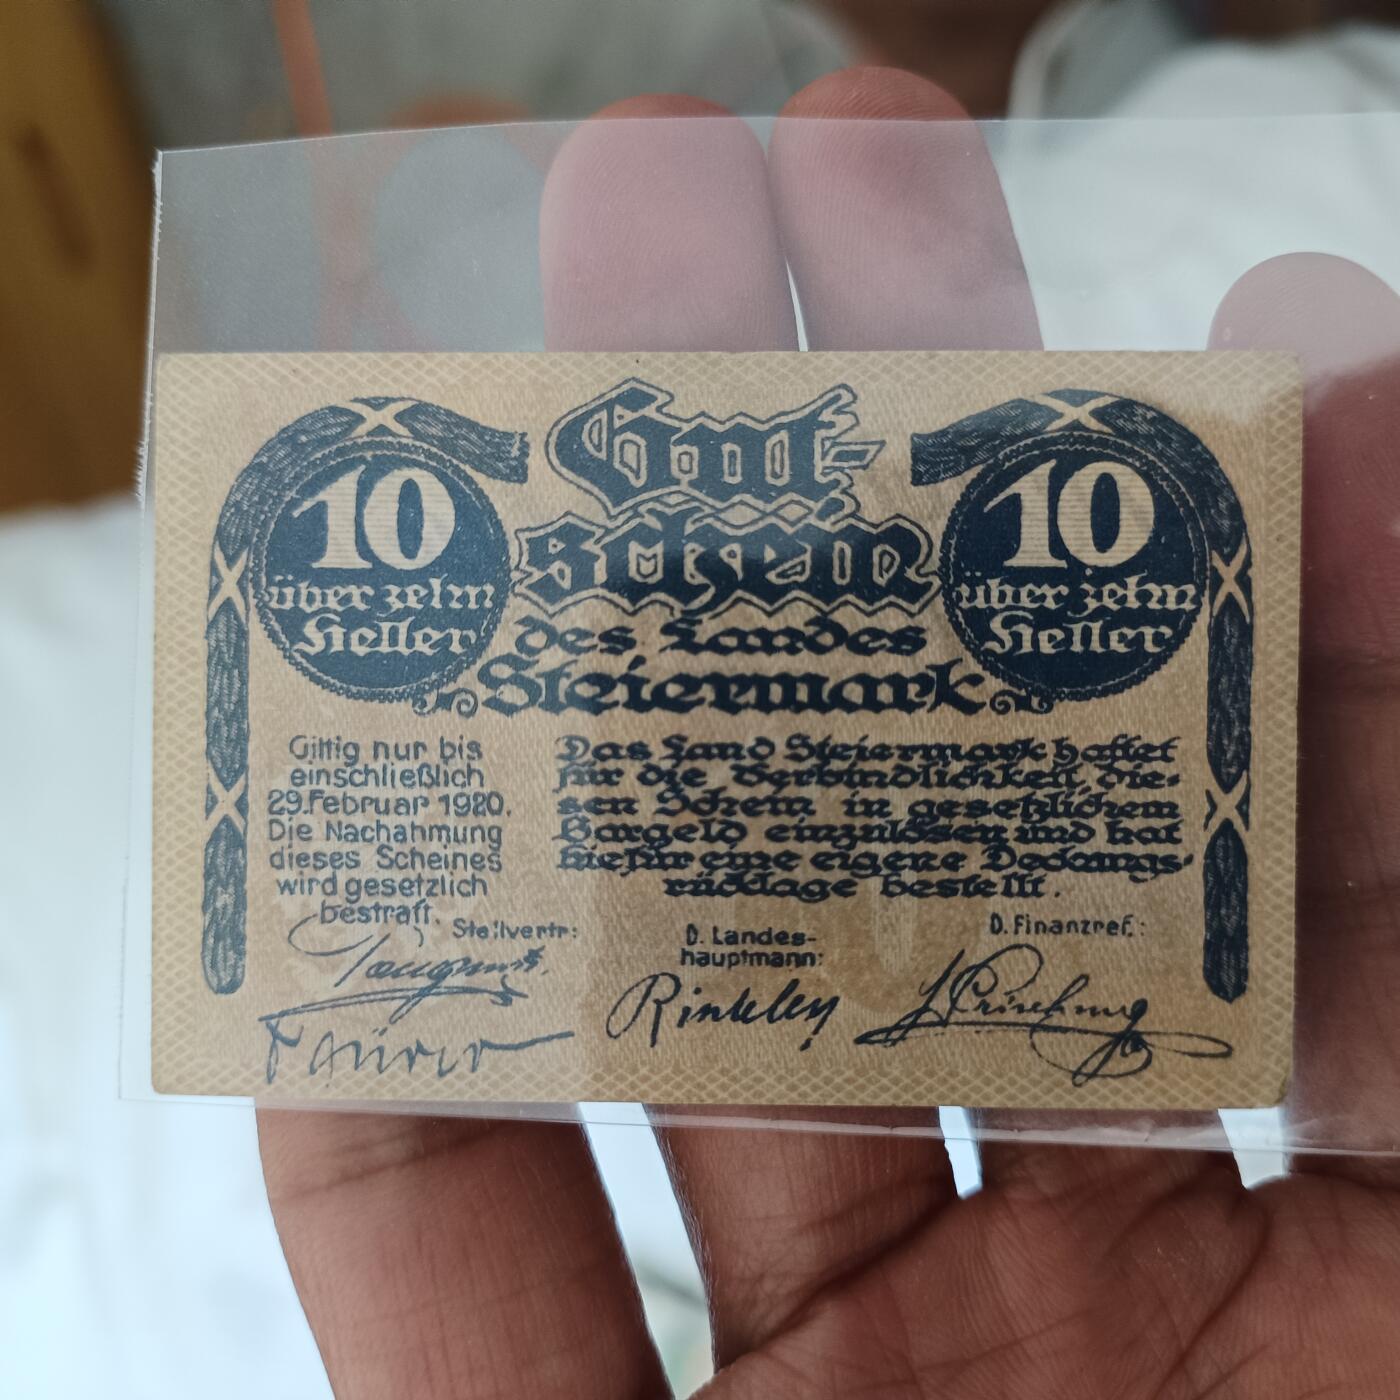 Gut-
schein
des Landes
Steiermark
10
über zehn
Heller
10
über zehn
Heller
Giltig nur bis
einschließlich
29.Februar 1920.
Die Nachahmung
dieses Scheines
wird gesetzlich
bestraft.
Das Land Steiermark haftet
für die Verbindlichkeit, die-
sen Schein in gesetzlichem
Bargeld einzulösen und hat
hiefür eine eigene Deckungs-
rücklage bestellt.
Stellvertr:
D. Landes-
hauptmann:
D. Finanzref.:
Rintelen